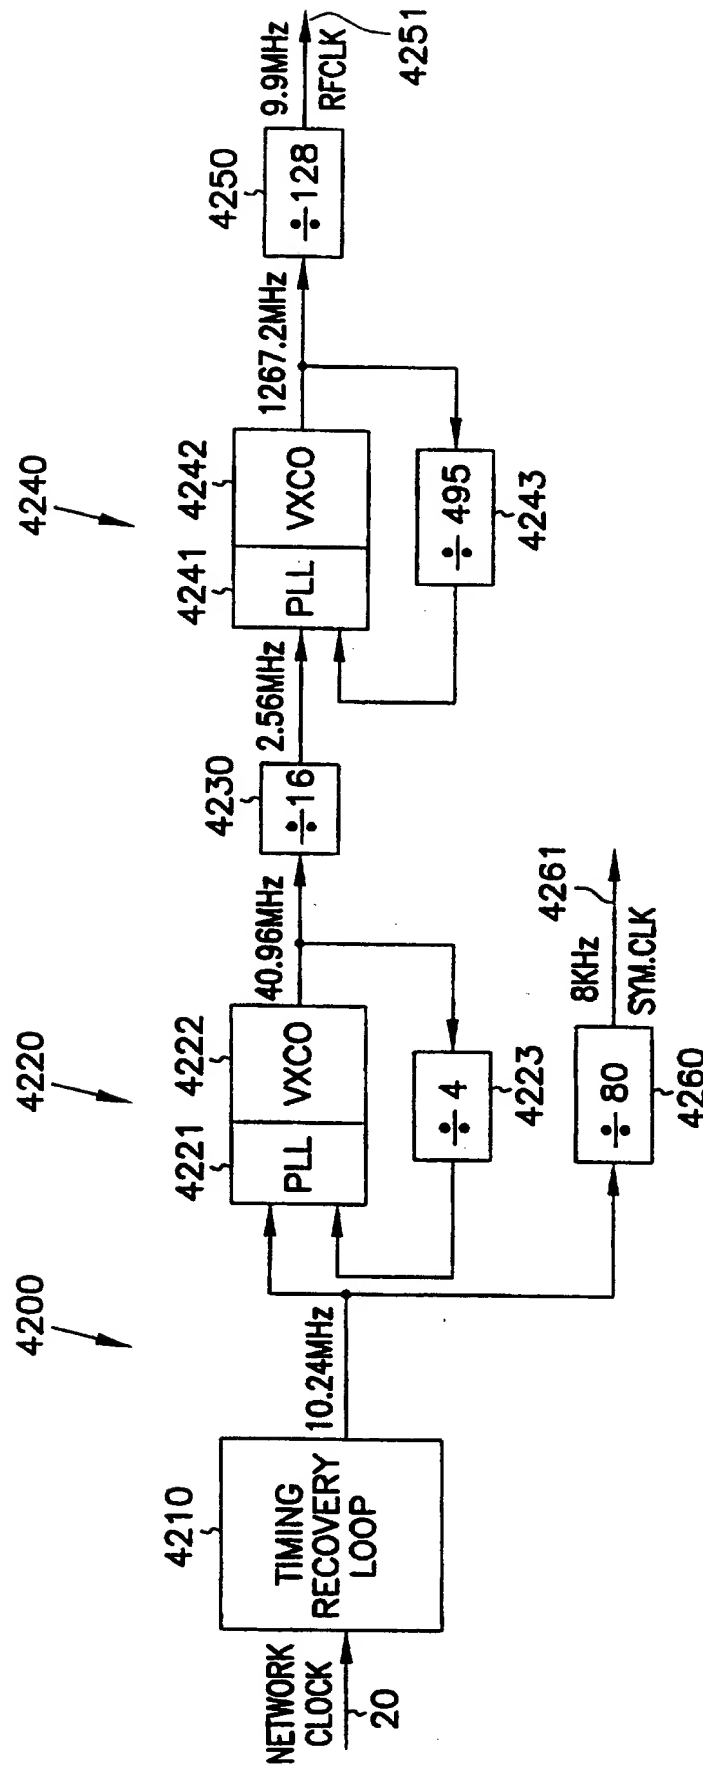 4200
4220
4240
NETWORK
CLOCK
20
4210
TIMING
RECOVERY
LOOP
10.24MHz
4221
4222
PLL
VXCO
÷ 4
4223
40.96MHz
4230
÷16
2.56MHz
4241
4242
PLL
VXCO
÷ 495
4243
1267.2MHz
4250
÷128
9.9MHz
RFCLK
4251
÷ 80
4260
8KHz
SYM.CLK
4261